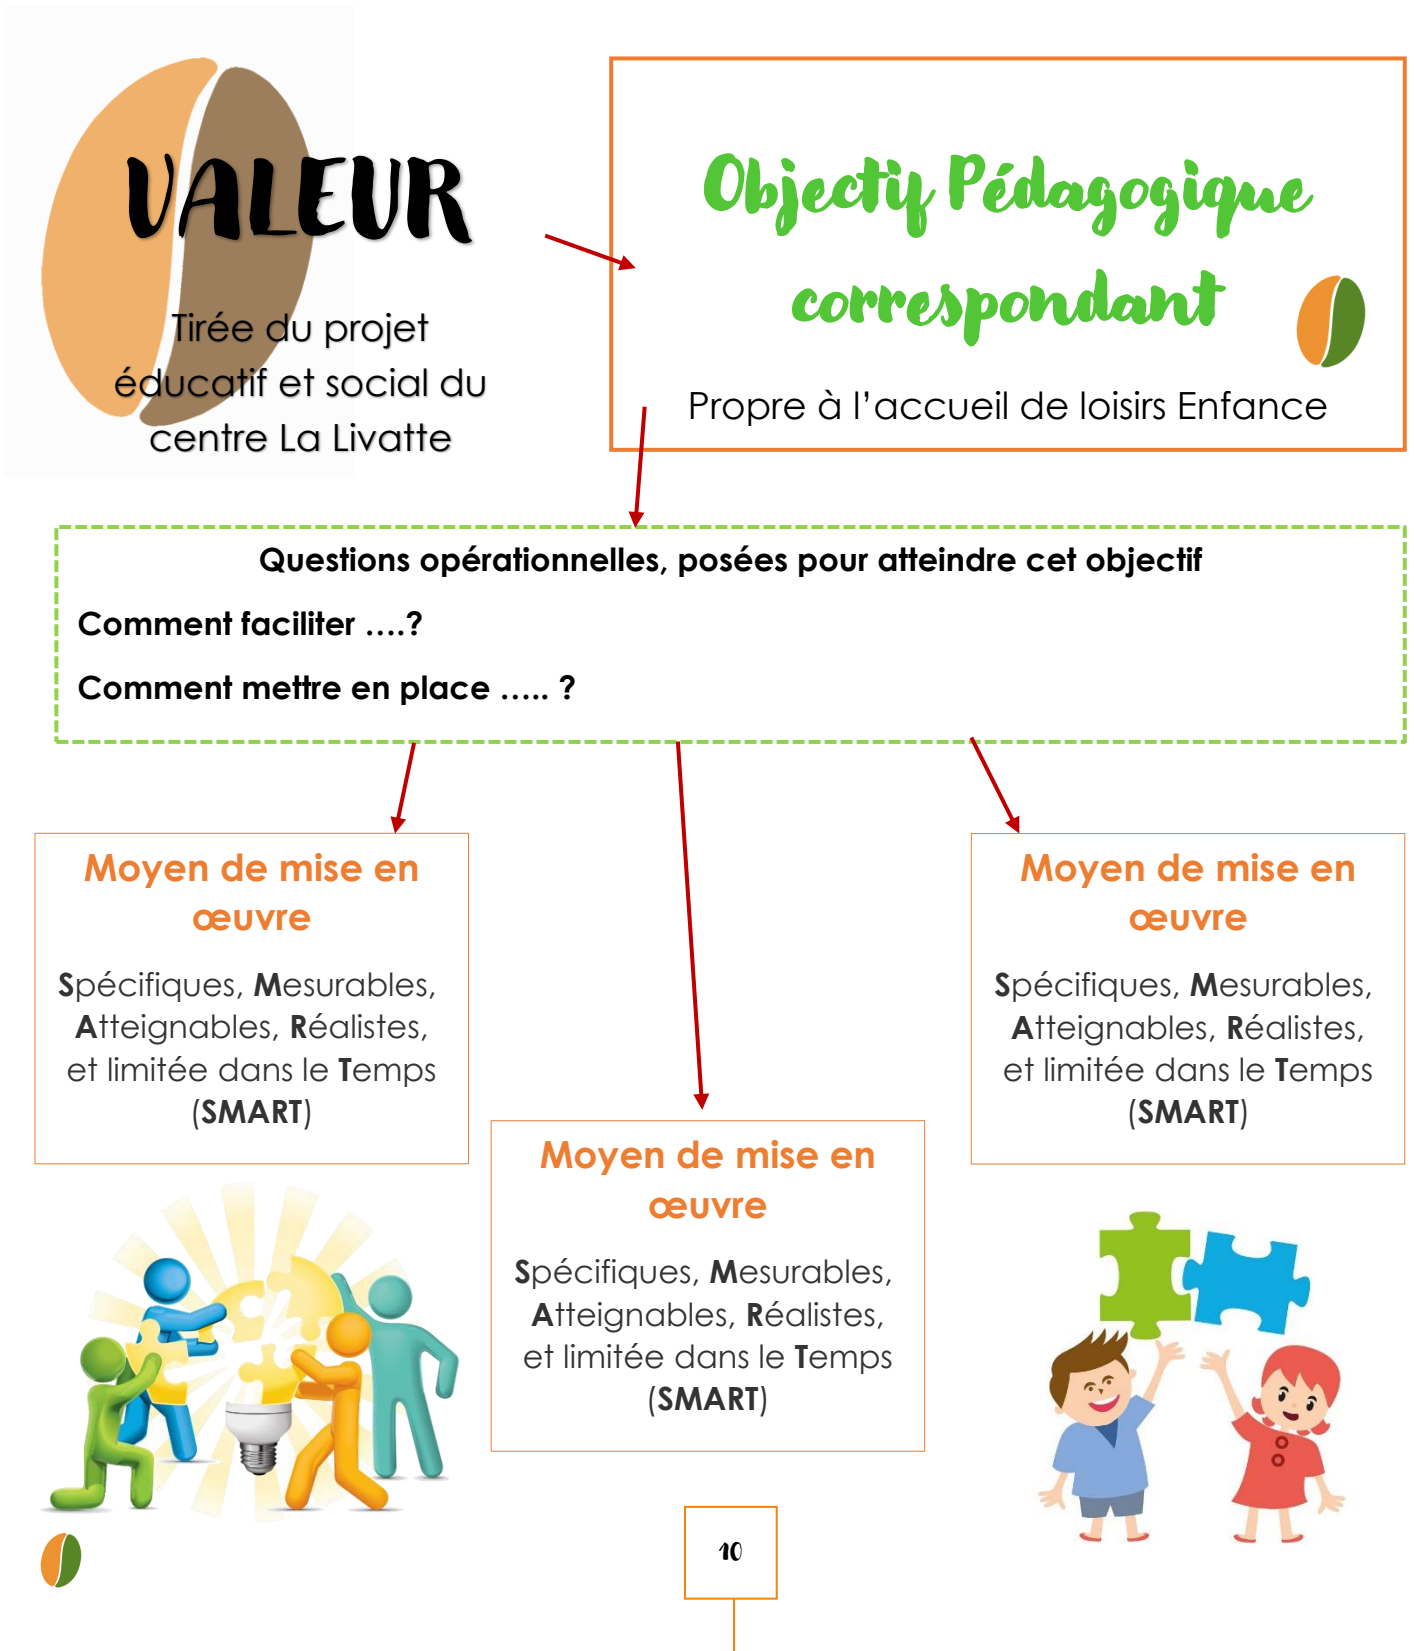 VALEUR
Tirée du projet
éducatif et social du
centre La Livatte
Objectif Pédagogique
correspondant
Propre à l’accueil de loisirs Enfance
Questions opérationnelles, posées pour atteindre cet objectif
Comment faciliter ….?
Comment mettre en place ….. ?
Moyen de mise en
œuvre
Spécifiques, Mesurables,
Atteignables, Réalistes,
et limitée dans le Temps
(SMART)
Moyen de mise en
œuvre
Spécifiques, Mesurables,
Atteignables, Réalistes,
et limitée dans le Temps
(SMART)
Moyen de mise en
œuvre
Spécifiques, Mesurables,
Atteignables, Réalistes,
et limitée dans le Temps
(SMART)
10